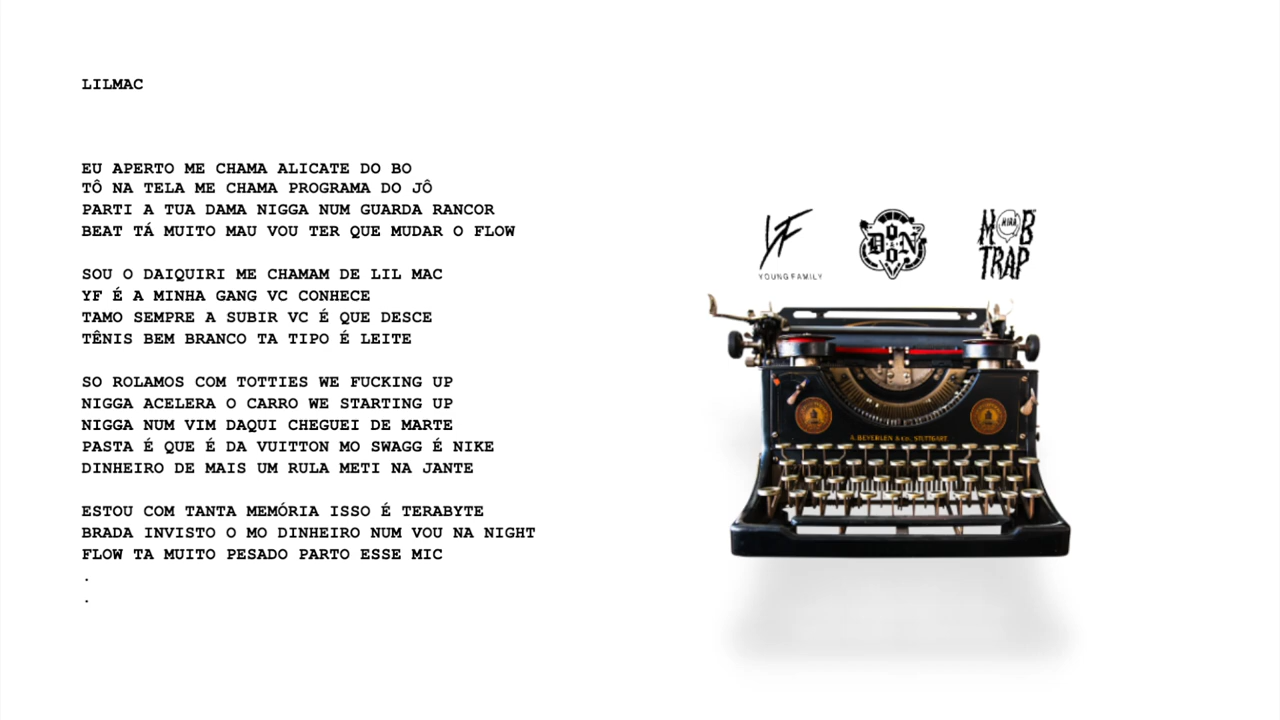 LILMAC
EU APERTO ME CHAMA ALICATE DO BO
TÔ NA TELA ME CHAMA PROGRAMA DO JÔ
PARTI A TUA DAMA NIGGA NUM GUARDA RANCOR
BEAT TÁ MUITO MAU VOU TER QUE MUDAR O FLOW
SOU O DAIQUIRI ME CHAMAM DE LIL MAC
YF É A MINHA GANG VC CONHECE
TAMO SEMPRE A SUBIR VC É QUE DESCE
TÊNIS BEM BRANCO TA TIPO É LEITE
SO ROLAMOS COM TOTTIES WE FUCKING UP
NIGGA ACELERA O CARRO WE STARTING UP
NIGGA NUM VIM DAQUI CHEGUEI DE MARTE
PASTA É QUE É DA VUITTON MO SWAGG É NIKE
DINHEIRO DE MAIS UM RULA METI NA JANTE
ESTOU COM TANTA MEMÓRIA ISSO É TERABYTE
BRADA INVISTO O MO DINHEIRO NUM VOU NA NIGHT
FLOW TA MUITO PESADO PARTO ESSE MIC
.
.
YF
YOUNG FAMILY
MOB
TRAP
& CO., STUTTGART.